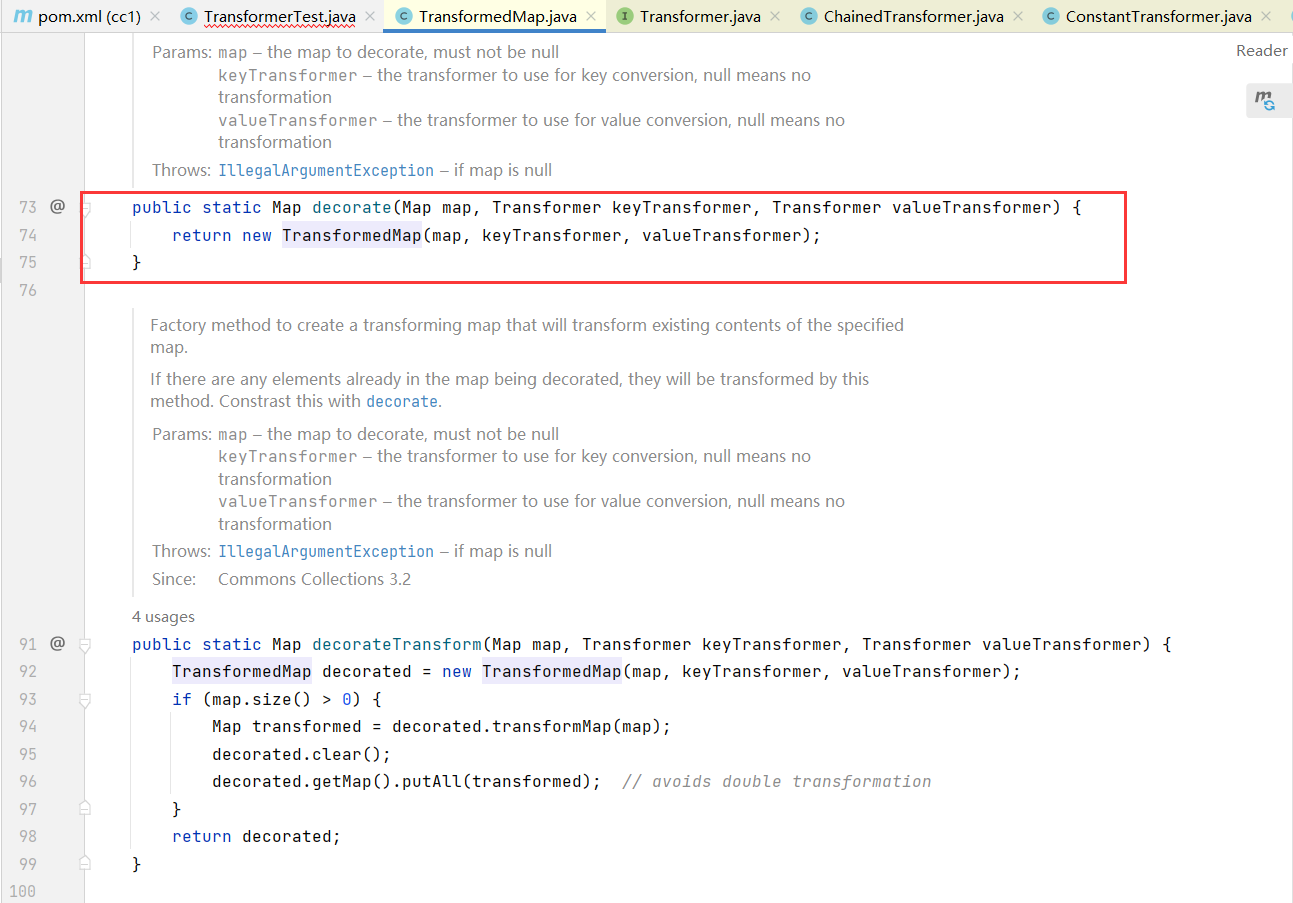 m pom.xml (cc1) × C TransformerTest.java × C TransformedMap.java × I Transformer.java × C ChainedTransformer.java × C ConstantTransformer.java ×
Params: map – the map to decorate, must not be null
Reader
keyTransformer – the transformer to use for key conversion, null means no
transformation
valueTransformer – the transformer to use for value conversion, null means no
transformation
Throws: IllegalArgumentException – if map is null
73 @ public static Map decorate(Map map, Transformer keyTransformer, Transformer valueTransformer) {
74 return new TransformedMap(map, keyTransformer, valueTransformer);
75 }
76
Factory method to create a transforming map that will transform existing contents of the specified
map.
If there are any elements already in the map being decorated, they will be transformed by this
method. Constrast this with decorate.
Params: map – the map to decorate, must not be null
keyTransformer – the transformer to use for key conversion, null means no
transformation
valueTransformer – the transformer to use for value conversion, null means no
transformation
Throws: IllegalArgumentException – if map is null
Since: Commons Collections 3.2
4 usages
91 @ public static Map decorateTransform(Map map, Transformer keyTransformer, Transformer valueTransformer) {
92 TransformedMap decorated = new TransformedMap(map, keyTransformer, valueTransformer);
93 if (map.size() > 0) {
94 Map transformed = decorated.transformMap(map);
95 decorated.clear();
96 decorated.getMap().putAll(transformed); // avoids double transformation
97 }
98 return decorated;
99 }
100